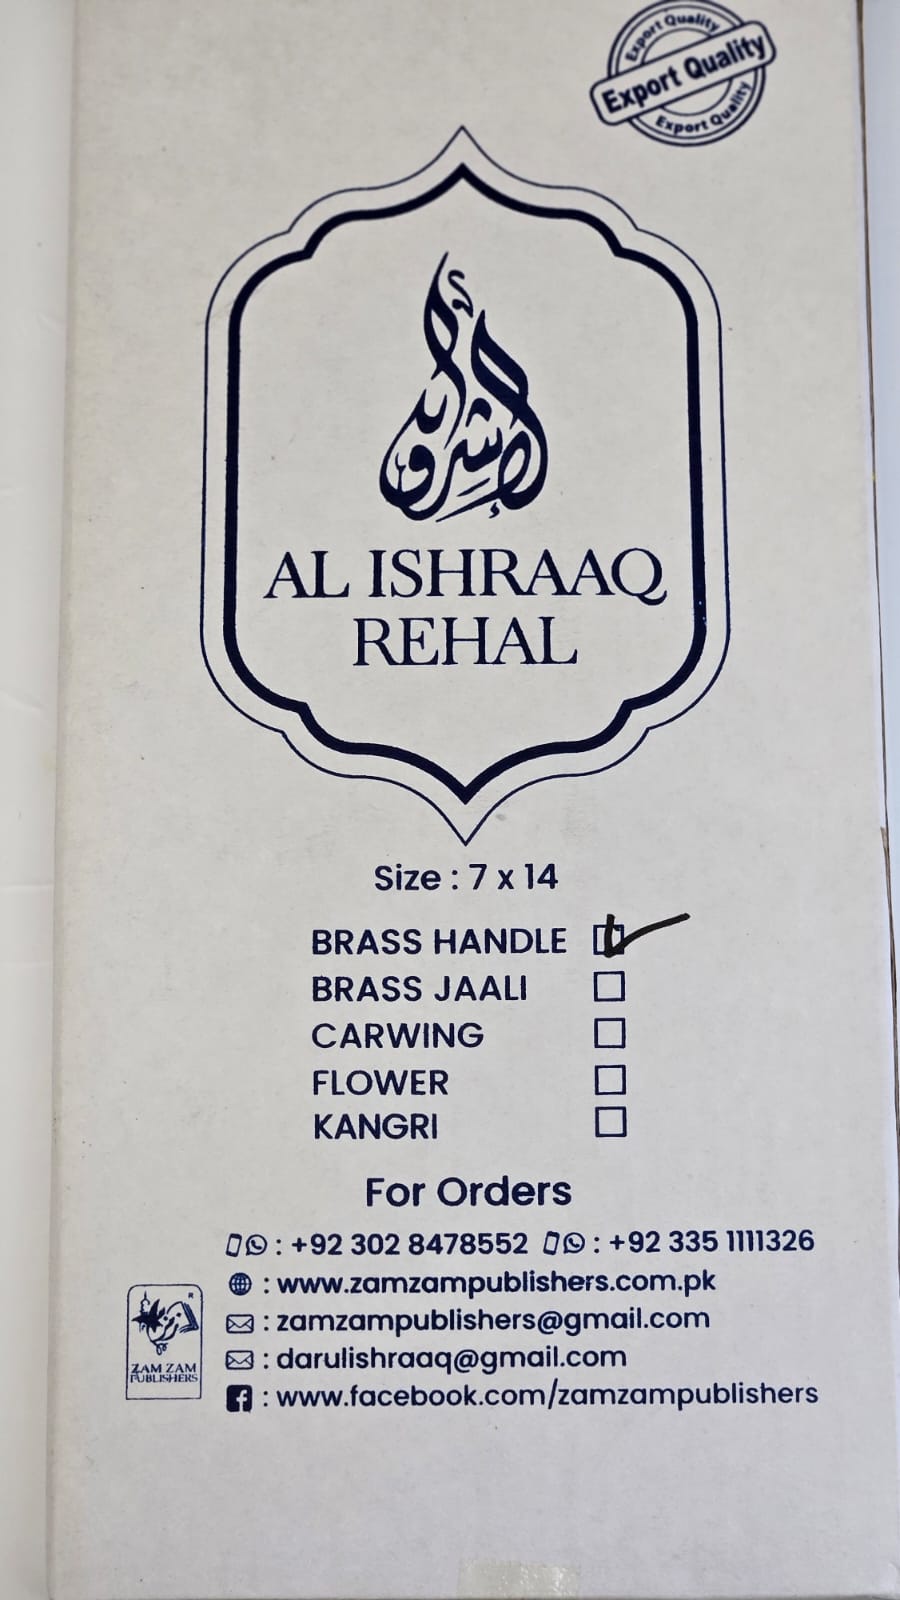 Export Quality
Export Quality
Export Quality
AL ISHRAAQ
REHAL
Size : 7 x 14
BRASS HANDLE
BRASS JAALI
CARWING
FLOWER
KANGRI
For Orders
: +92 302 8478552 : +92 335 1111326
: www.zamzampublishers.com.pk
: zamzampublishers@gmail.com
: darulishraaq@gmail.com
: www.facebook.com/zamzampublishers
ZAM ZAM
PUBLISHERS